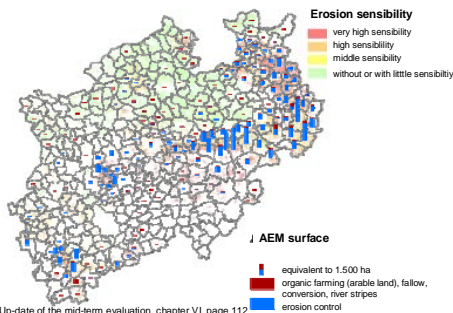 Erosion sensibility
very high sensibility
high sensiblility
middle sensibility
without or with litttle sensibiltiy
AEM surface
equivalent to 1.500 ha
organic farming (arable land), fallow,
conversion, river stripes
erosion control
Up-date of the mid-term evaluation, chapter VI, page 112